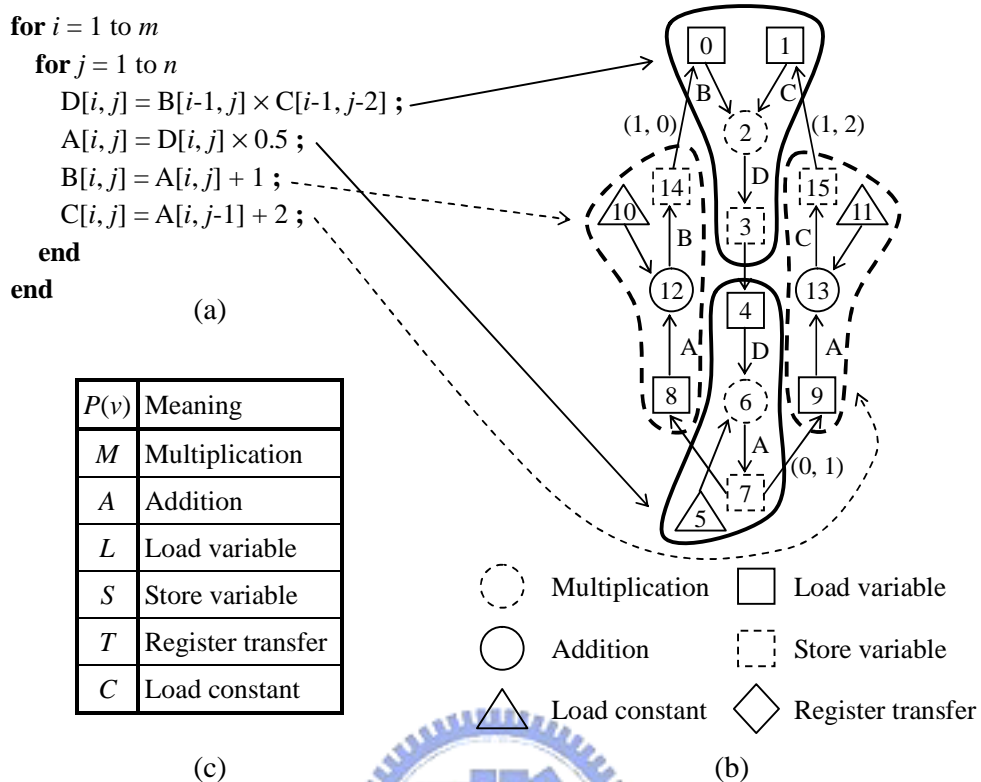 for i = 1 to m
for j = 1 to n
D[i, j] = B[i-1, j] × C[i-1, j-2] ;
A[i, j] = D[i, j] × 0.5 ;
B[i, j] = A[i, j] + 1 ;
C[i, j] = A[i, j-1] + 2 ;
end
end
(a)
P(v) Meaning
M Multiplication
A Addition
L Load variable
S Store variable
T Register transfer
C Load constant
(c)
0 1
B C
(1, 0) 2 (1, 2)
D
14 15
10 3 11
B C
12 13
4
A D A
8 6 9
A
(0, 1)
7
5
Multiplication Load variable
Addition Store variable
Load constant Register transfer
(b)